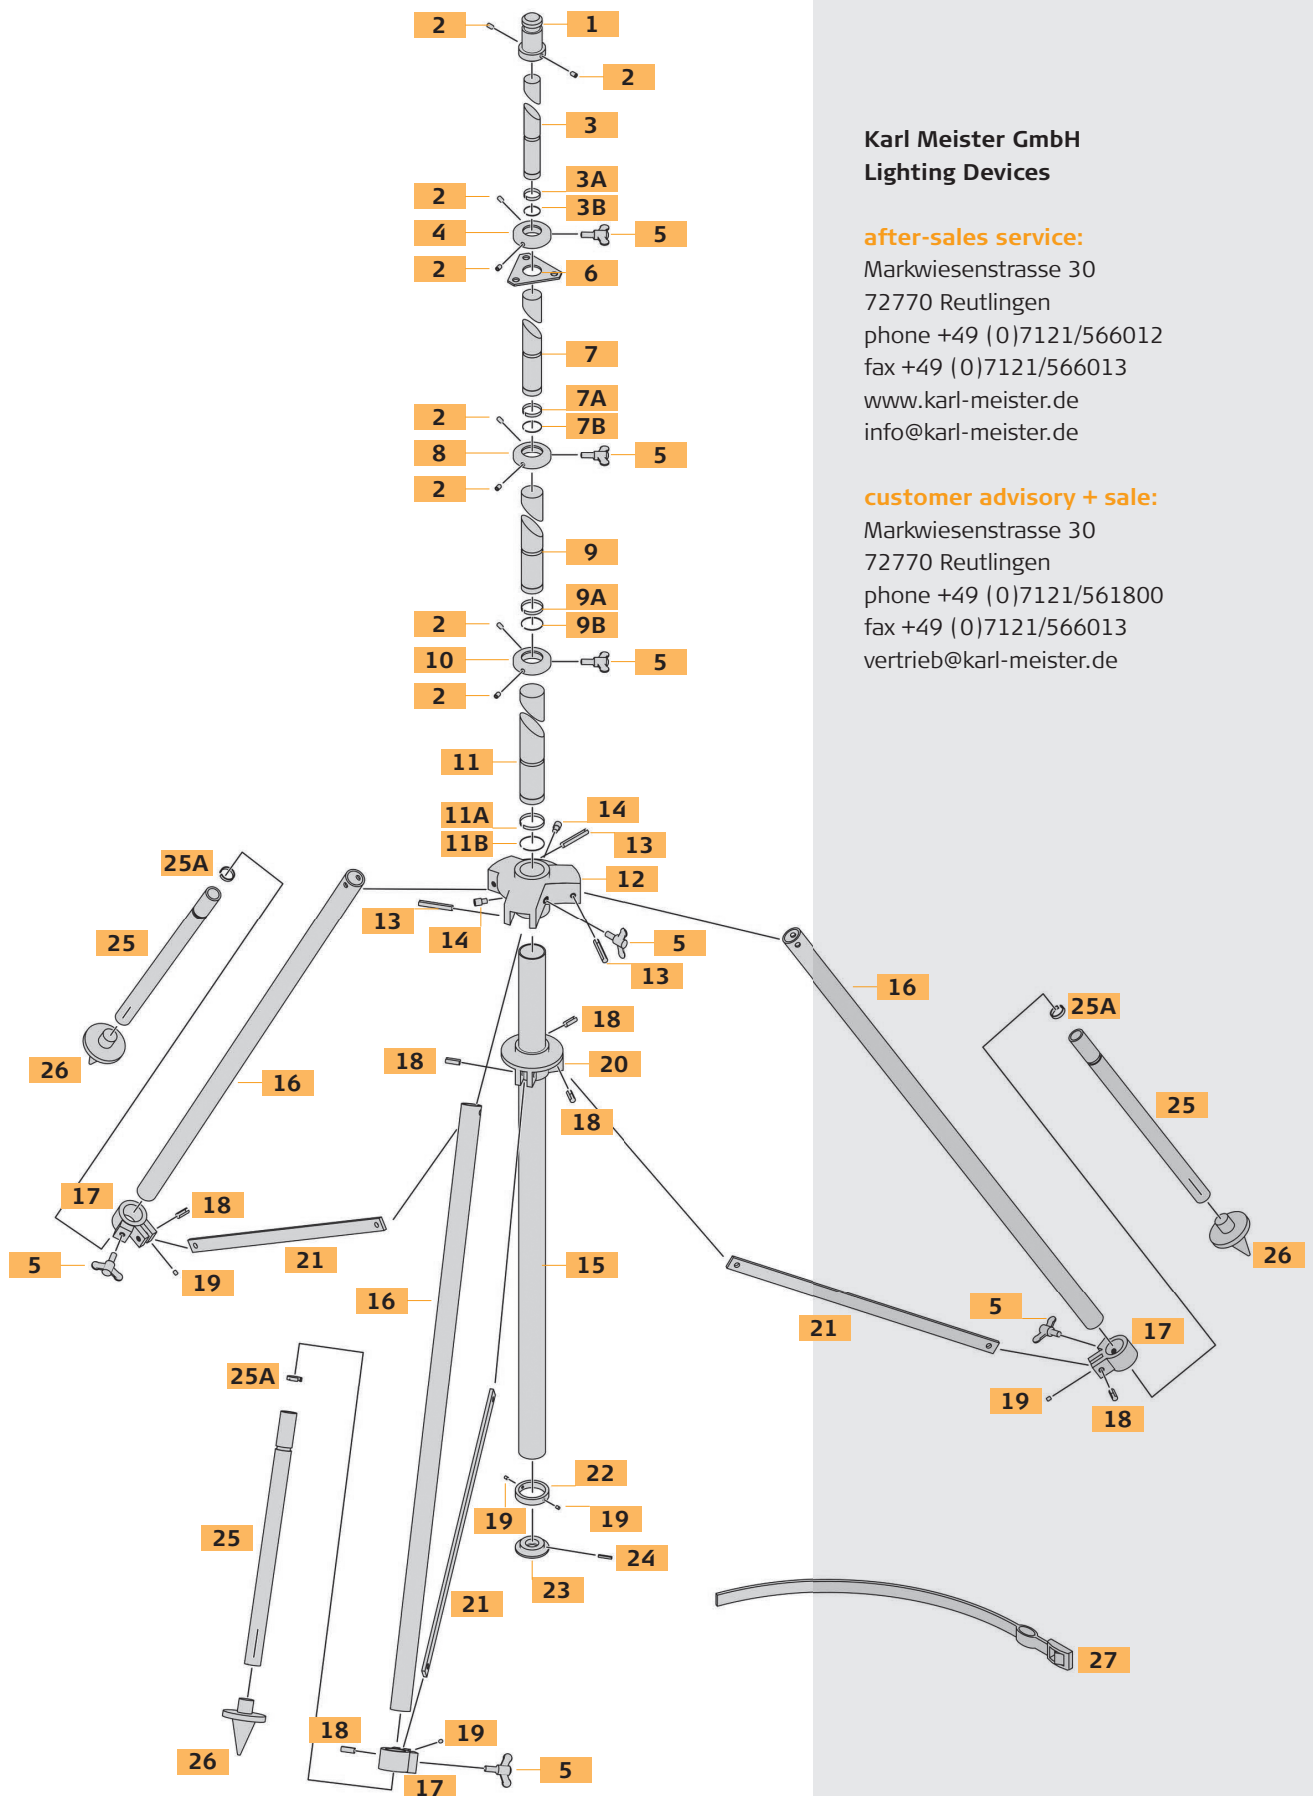 2
1
2
3
3A
2
3B
4
5
2
6
7
7A
2
7B
8
5
2
9
9A
2
9B
10
5
2
11
11A
14
11B
13
25A
12
13
14
5
25
13
16
25A
18
18
20
26
16
18
25
17
18
5
19
21
15
26
16
5
21
17
25A
19
18
22
19
19
25
24
23
21
27
18
19
26
5
17
Karl Meister GmbH
Lighting Devices
after-sales service:
Markwiesenstrasse 30
72770 Reutlingen
phone +49 (0)7121/566012
fax +49 (0)7121/566013
www.karl-meister.de
info@karl-meister.de
customer advisory + sale:
Markwiesenstrasse 30
72770 Reutlingen
phone +49 (0)7121/561800
fax +49 (0)7121/566013
vertrieb@karl-meister.de